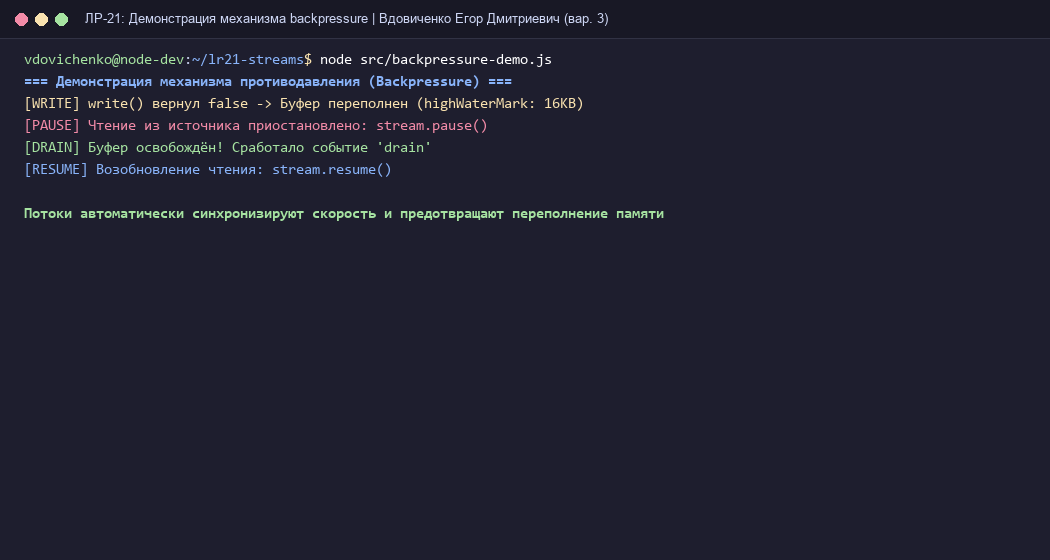 ЛР-21: Демонстрация механизма backpressure | Вдовиченко Егор Дмитриевич (вар. 3)
vdovichenko@node-dev:~/lr21-streams$ node src/backpressure-demo.js
=== Демонстрация механизма противодавления (Backpressure) ===
[WRITE] write() вернул false -> Буфер переполнен (highWaterMark: 16KB)
[PAUSE] Чтение из источника приостановлено: stream.pause()
[DRAIN] Буфер освобождён! Сработало событие 'drain'
[RESUME] Возобновление чтения: stream.resume()
Потоки автоматически синхронизируют скорость и предотвращают переполнение памяти